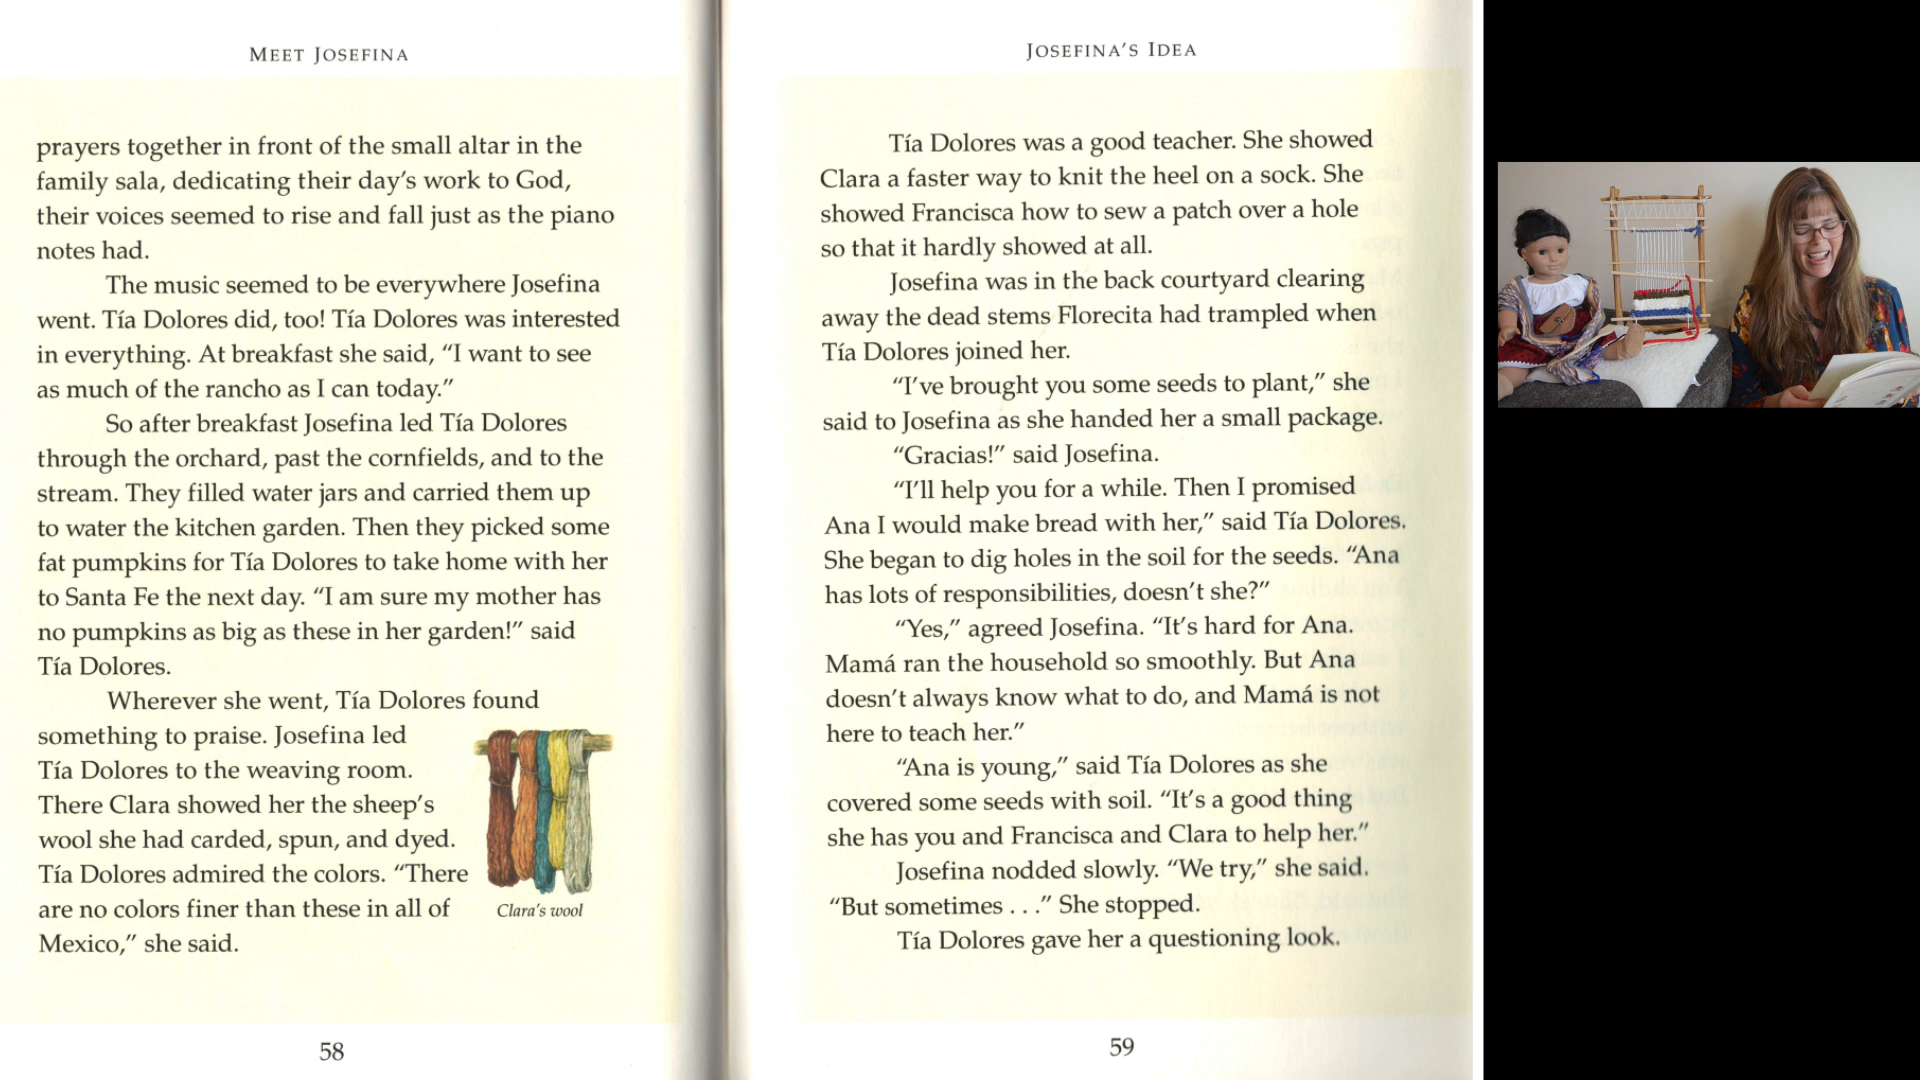 MEET JOSEFINA
prayers together in front of the small altar in the
family sala, dedicating their day's work to God,
their voices seemed to rise and fall just as the piano
notes had.
The music seemed to be everywhere Josefina
went. Tía Dolores did, too! Tía Dolores was interested
in everything. At breakfast she said, “I want to see
as much of the rancho as I can today.”
So after breakfast Josefina led Tía Dolores
through the orchard, past the cornfields, and to the
stream. They filled water jars and carried them up
to water the kitchen garden. Then they picked some
fat pumpkins for Tía Dolores to take home with her
to Santa Fe the next day. “I am sure my mother has
no pumpkins as big as these in her garden!” said
Tía Dolores.
Wherever she went, Tía Dolores found
something to praise. Josefina led
Tía Dolores to the weaving room.
There Clara showed her the sheep's
wool she had carded, spun, and dyed.
Tía Dolores admired the colors. “There
are no colors finer than these in all of
Mexico,” she said.
Clara's wool
58
JOSEFINA'S IDEA
Tía Dolores was a good teacher. She showed
Clara a faster way to knit the heel on a sock. She
showed Francisca how to sew a patch over a hole
so that it hardly showed at all.
Josefina was in the back courtyard clearing
away the dead stems Florecita had trampled when
Tía Dolores joined her.
“I've brought you some seeds to plant,” she
said to Josefina as she handed her a small package.
“Gracias!” said Josefina.
“I'll help you for a while. Then I promised
Ana I would make bread with her,” said Tía Dolores.
She began to dig holes in the soil for the seeds. “Ana
has lots of responsibilities, doesn't she?”
“Yes,” agreed Josefina. “It's hard for Ana.
Mamá ran the household so smoothly. But Ana
doesn't always know what to do, and Mamá is not
here to teach her.”
“Ana is young,” said Tía Dolores as she
covered some seeds with soil. “It's a good thing
she has you and Francisca and Clara to help her.”
Josefina nodded slowly. “We try,” she said.
“But sometimes . . .” She stopped.
Tía Dolores gave her a questioning look.
59